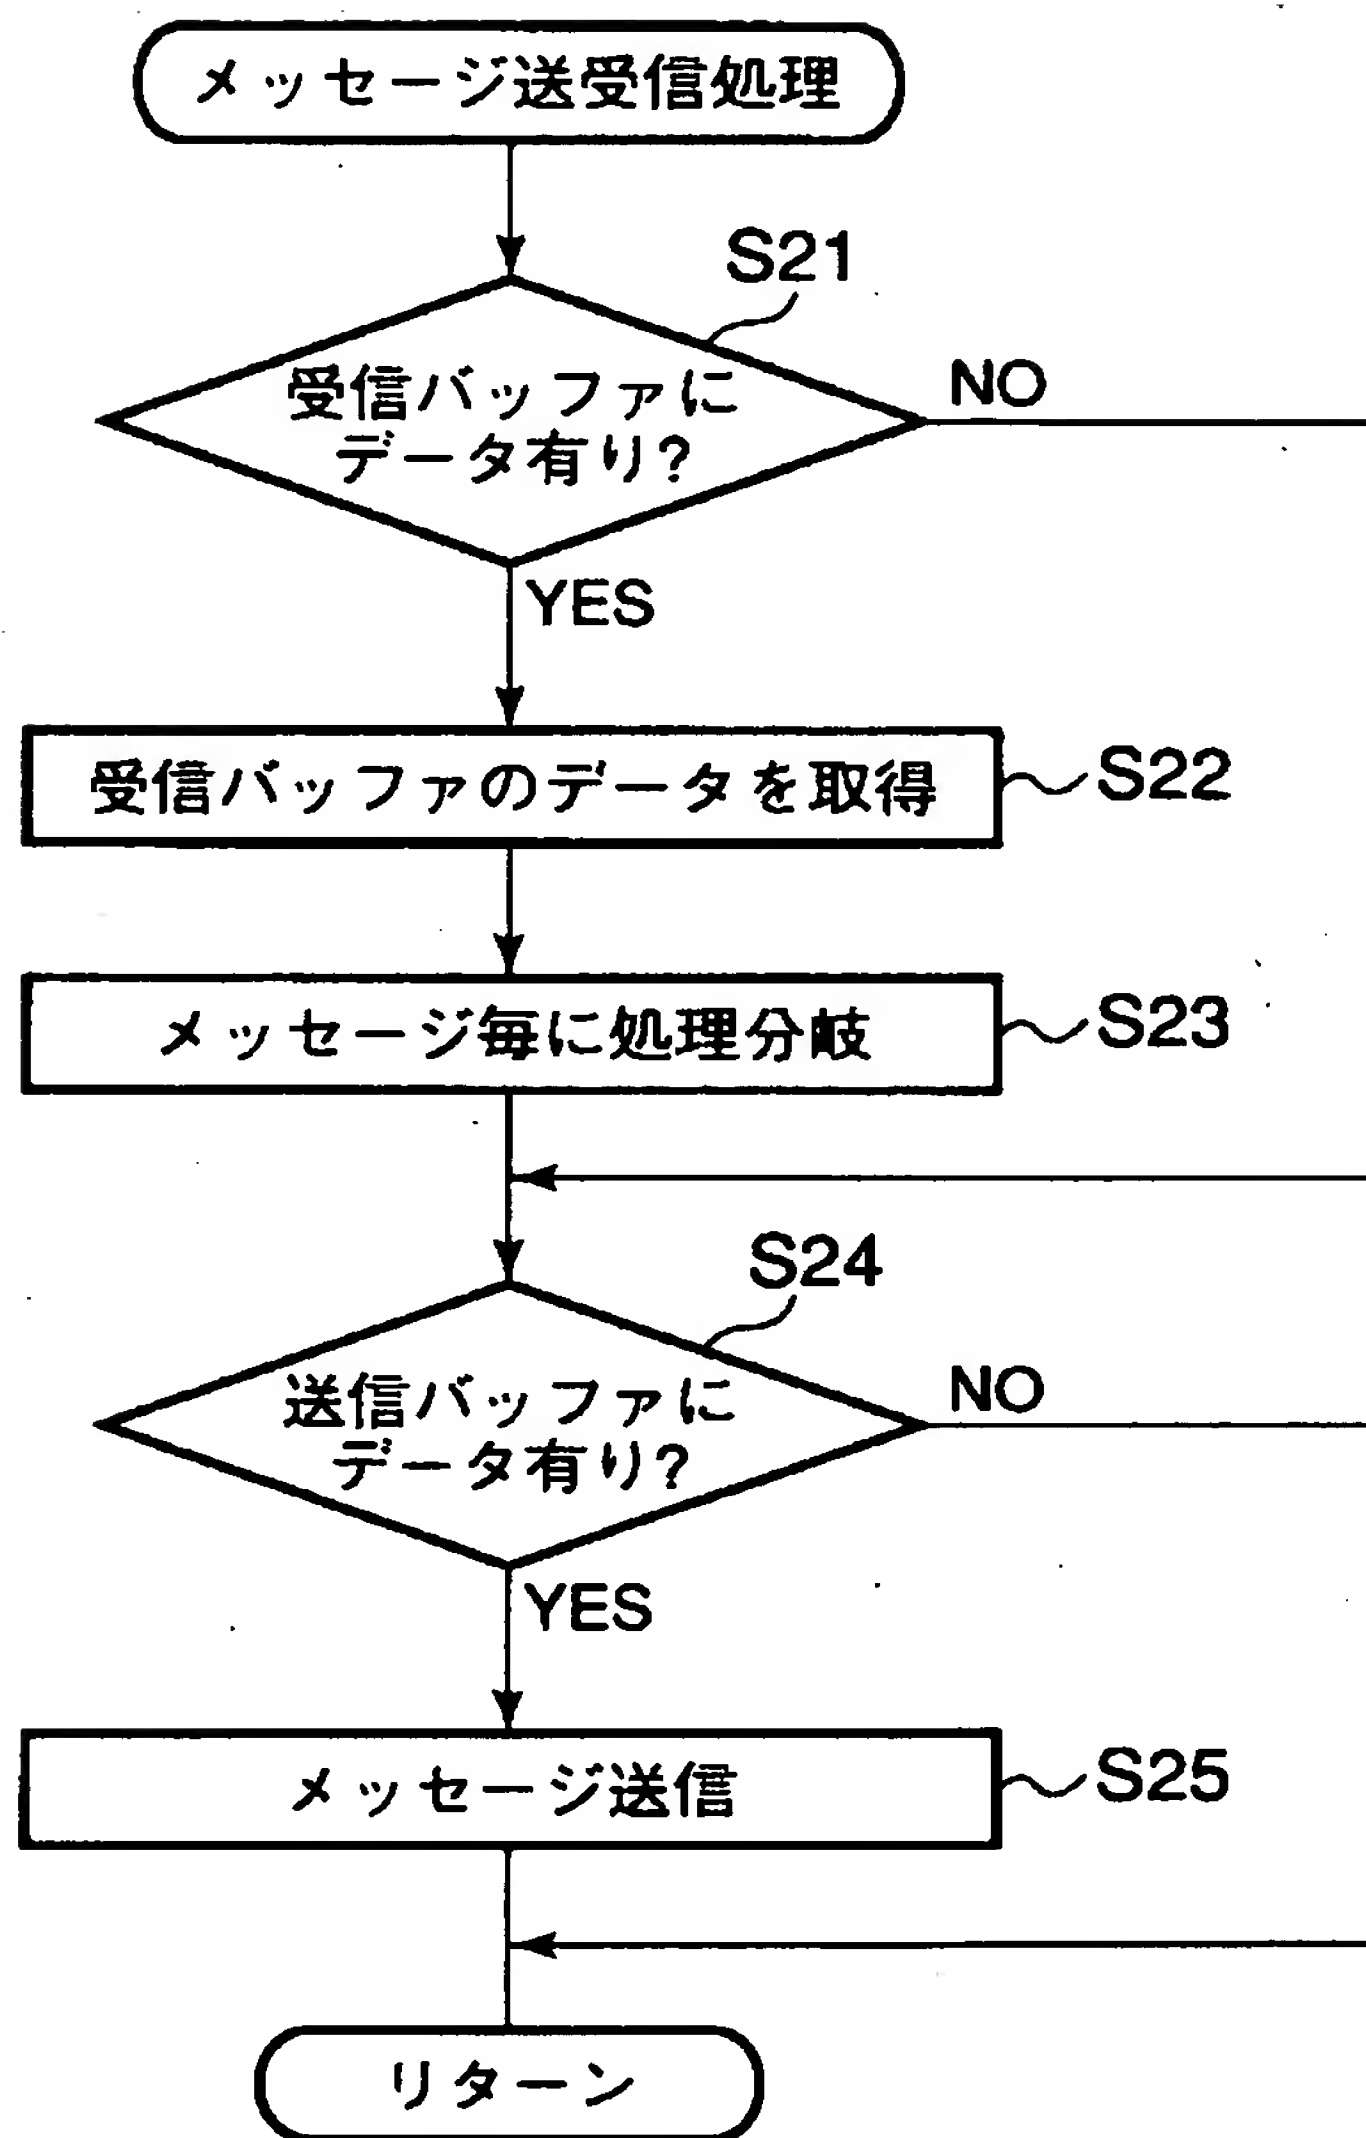 メッセージ送受信処理
S21
受信バッファに
データ有り?
NO
YES
受信バッファのデータを取得
S22
メッセージ毎に処理分岐
S23
S24
送信バッファに
データ有り?
NO
YES
メッセージ送信
S25
リターン